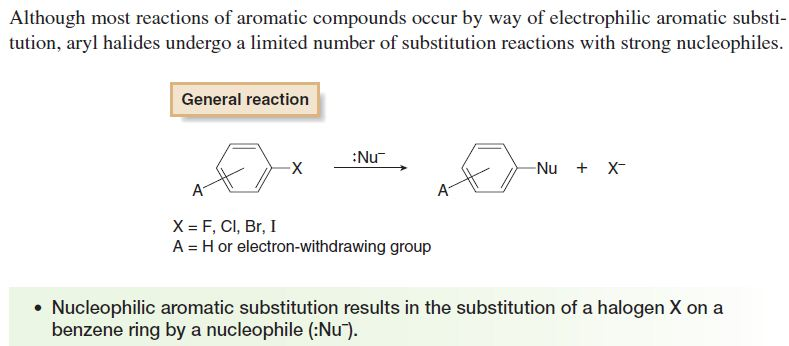 Although most reactions of aromatic compounds occur by way of electrophilic aromatic substi-
tution, aryl halides undergo a limited number of substitution reactions with strong nucleophiles.
General reaction
X
A
:Nu⁻
A
Nu + X⁻
X = F, Cl, Br, I
A = H or electron-withdrawing group
• Nucleophilic aromatic substitution results in the substitution of a halogen X on a
benzene ring by a nucleophile (:Nu⁻).